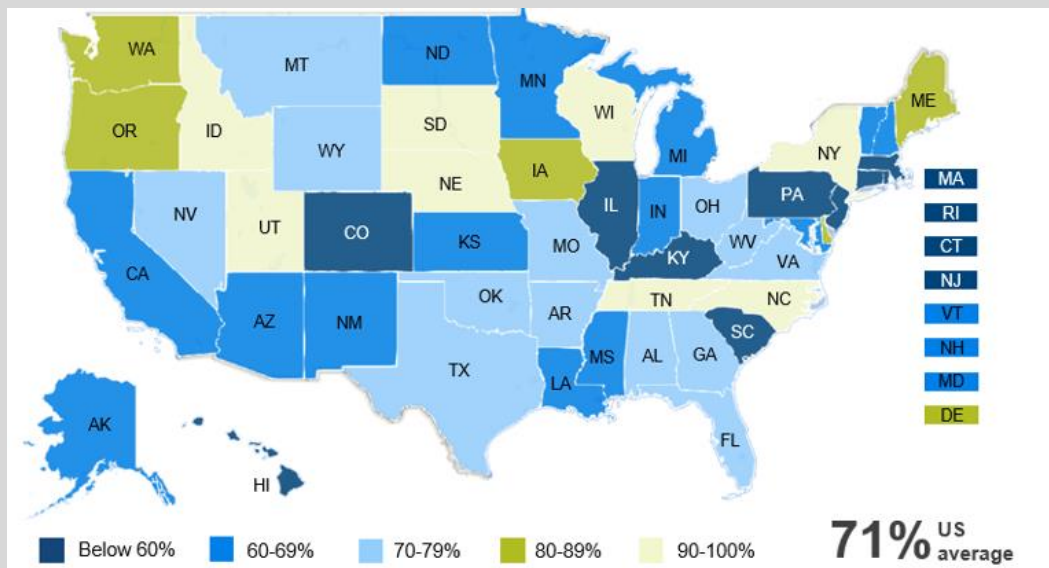 WA
MT
ND
MN
ME
OR
ID
SD
WI
WY
MI
NY
IA
NE
PA
NV
UT
CO
IL
IN
OH
KS
MO
WV
VA
KY
CA
OK
TN
NC
AZ
NM
AR
SC
TX
LA
MS
AL
GA
FL
AK
HI
MA
RI
CT
NJ
VT
NH
MD
DE
Below 60%
60-69%
70-79%
80-89%
90-100%
71% US
average